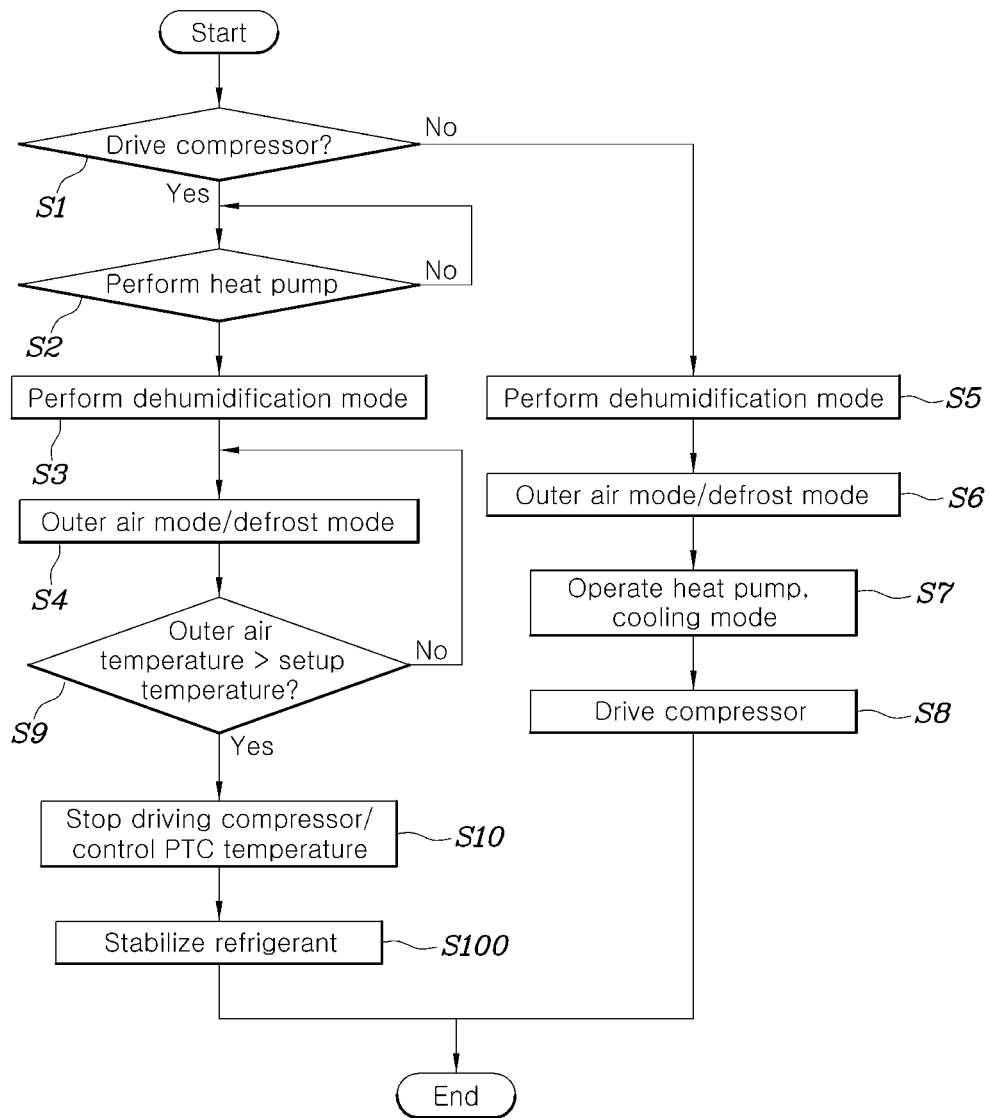 Start
Drive compressor?
No
S1
Yes
Perform heat pump
No
S2
Perform dehumidification mode
S3
Perform dehumidification mode
S5
Outer air mode/defrost mode
S4
Outer air mode/defrost mode
S6
Operate heat pump,
cooling mode
S7
Outer air
temperature > setup
temperature?
No
S9
Yes
Drive compressor
S8
Stop driving compressor/
control PTC temperature
S10
Stabilize refrigerant
S100
End